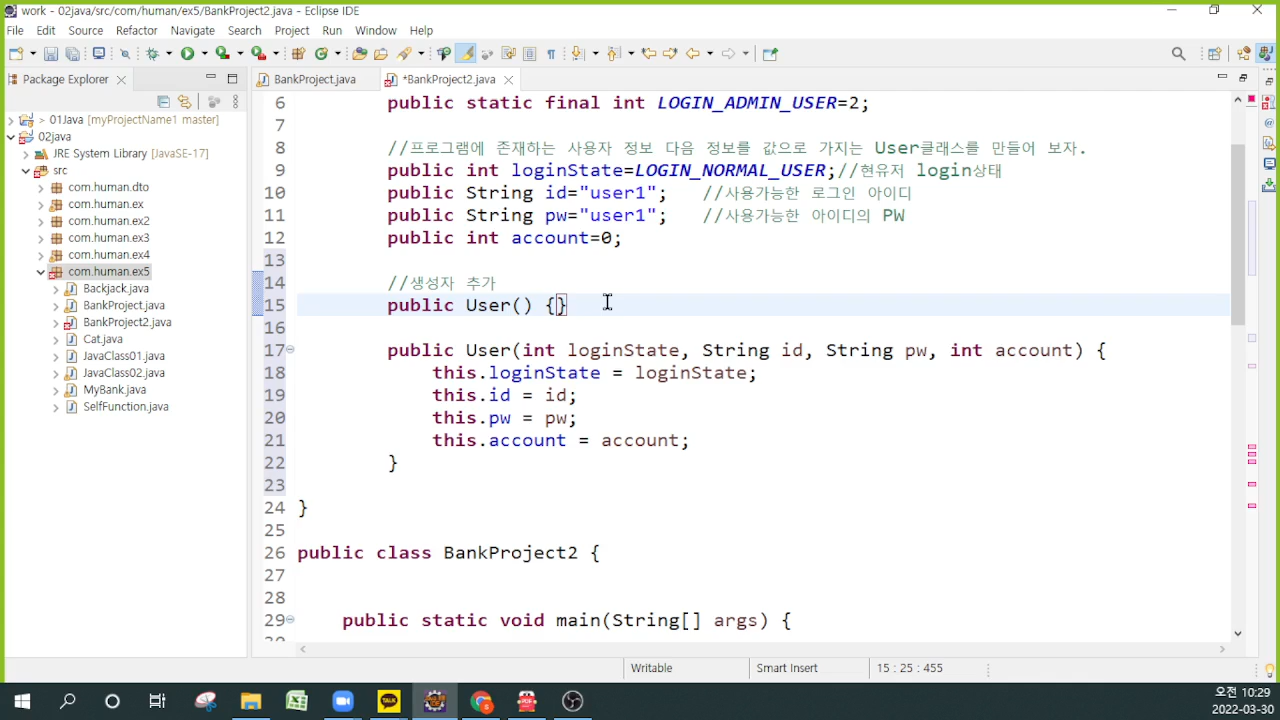 work - 02java/src/com/human/ex5/BankProject2.java - Eclipse IDE
File Edit Source Refactor Navigate Search Project Run Window Help
Package Explorer
BankProject.java
*BankProject2.java
01Java [myProjectName1 master]
02java
JRE System Library [JavaSE-17]
src
com.human.dto
com.human.ex
com.human.ex2
com.human.ex3
com.human.ex4
com.human.ex5
Backjack.java
BankProject.java
BankProject2.java
Cat.java
JavaClass01.java
JavaClass02.java
MyBank.java
SelfFunction.java
6 public static final int LOGIN_ADMIN_USER=2;
7
8 //프로그램에 존재하는 사용자 정보 다음 정보를 값으로 가지는 User클래스를 만들어 보자.
9 public int loginState=LOGIN_NORMAL_USER;//현유저 login상태
10 public String id="user1"; //사용가능한 로그인 아이디
11 public String pw="user1"; //사용가능한 아이디의 PW
12 public int account=0;
13
14 //생성자 추가
15 public User() {}
16
17 public User(int loginState, String id, String pw, int account) {
18 this.loginState = loginState;
19 this.id = id;
20 this.pw = pw;
21 this.account = account;
22 }
23
24 }
25
26 public class BankProject2 {
27
28
29 public static void main(String[] args) {
30
Writable
Smart Insert
15 : 25 : 455
TALK
PDF
오전 10:29
2022-03-30